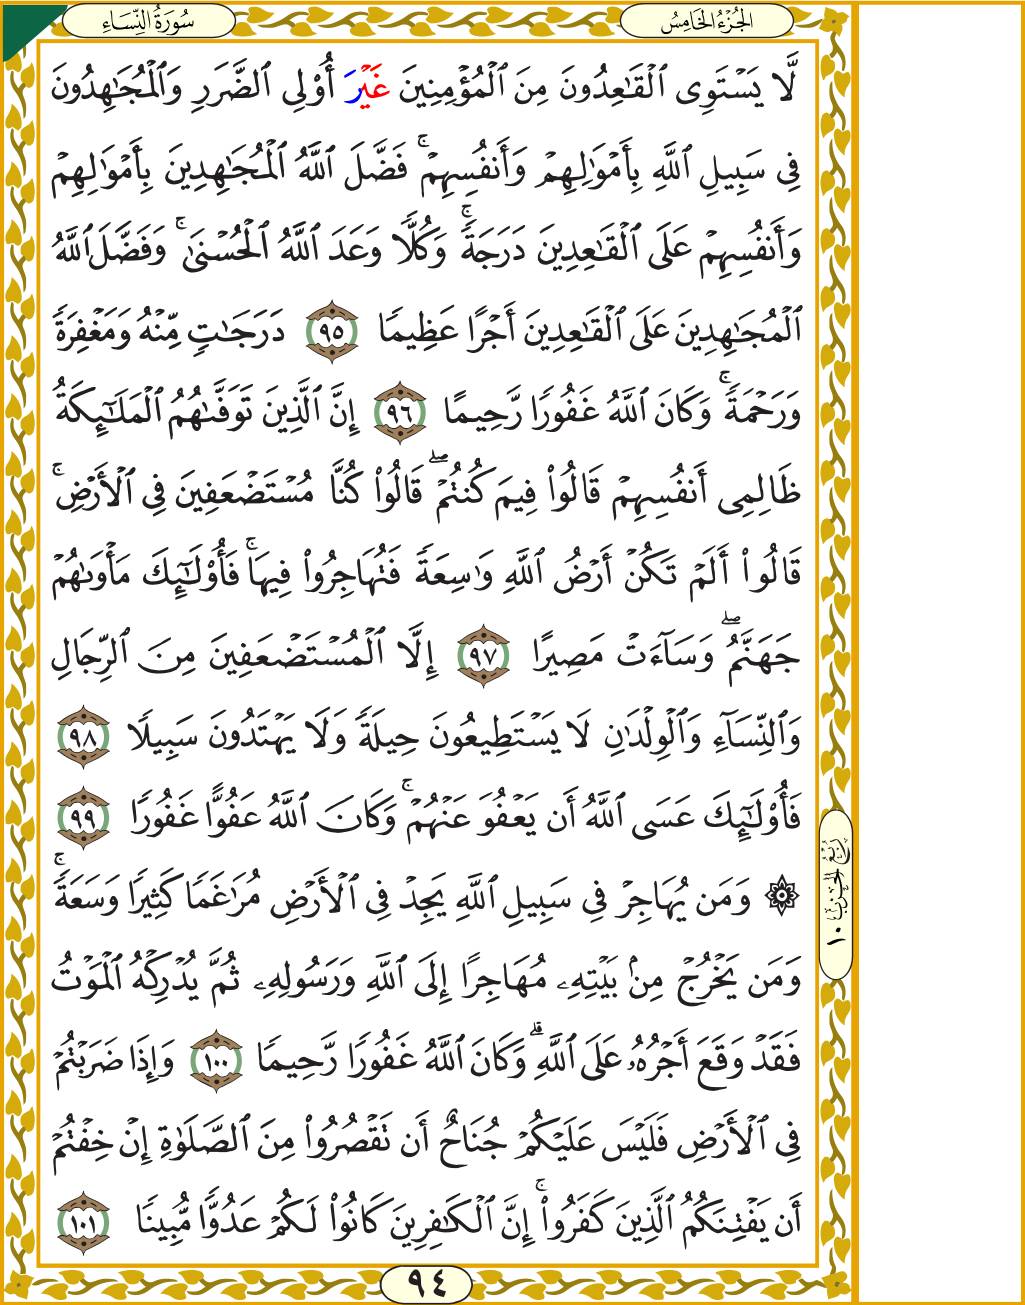 الجُزْءُ الخَامِسُ
سُورَةُ النِّسَاءِ
لَّا يَسْتَوِى ٱلْقَـٰعِدُونَ مِنَ ٱلْمُؤْمِنِينَ غَيْرَ أُو۟لِى ٱلضَّرَرِ وَٱلْمُجَـٰهِدُونَ
فِى سَبِيلِ ٱللَّهِ بِأَمْوَٰلِهِمْ وَأَنفُسِهِمْ ۚ فَضَّلَ ٱللَّهُ ٱلْمُجَـٰهِدِينَ بِأَمْوَٰلِهِمْ
وَأَنفُسِهِمْ عَلَى ٱلْقَـٰعِدِينَ دَرَجَةً ۚ وَكُلًّا وَعَدَ ٱللَّهُ ٱلْحُسْنَىٰ ۚ وَفَضَّلَ ٱللَّهُ
ٱلْمُجَـٰهِدِينَ عَلَى ٱلْقَـٰعِدِينَ أَجْرًا عَظِيمًا ٩٥ دَرَجَـٰتٍ مِّنْهُ وَمَغْفِرَةً
وَرَحْمَةً ۚ وَكَانَ ٱللَّهُ غَفُورًا رَّحِيمًا ٩٦ إِنَّ ٱلَّذِينَ تَوَفَّىٰهُمُ ٱلْمَلَـٰٓئِكَةُ
ظَالِمِىٓ أَنفُسِهِمْ قَالُوا۟ فِيمَ كُنتُمْ ۖ قَالُوا۟ كُنَّا مُسْتَضْعَفِينَ فِى ٱلْأَرْضِ ۚ
قَالُوٓا۟ أَلَمْ تَكُنْ أَرْضُ ٱللَّهِ وَٰسِعَةً فَتُهَاجِرُوا۟ فِيهَا ۚ فَأُو۟لَـٰٓئِكَ مَأْوَىٰهُمْ
جَهَنَّمُ ۖ وَسَآءَتْ مَصِيرًا ٩٧ إِلَّا ٱلْمُسْتَضْعَفِينَ مِنَ ٱلرِّجَالِ
وَٱلنِّسَآءِ وَٱلْوِلْدَٰنِ لَا يَسْتَطِيعُونَ حِيلَةً وَلَا يَهْتَدُونَ سَبِيلًا ٩٨
فَأُو۟لَـٰٓئِكَ عَسَى ٱللَّهُ أَن يَعْفُوَ عَنْهُمْ ۚ وَكَانَ ٱللَّهُ عَفُوًّا غَفُورًا ٩٩
۞ وَمَن يُهَاجِرْ فِى سَبِيلِ ٱللَّهِ يَجِدْ فِى ٱلْأَرْضِ مُرَٰغَمًا كَثِيرًا وَسَعَةً ۚ
وَمَن يَخْرُجْ مِنۢ بَيْتِهِۦ مُهَاجِرًا إِلَى ٱللَّهِ وَرَسُولِهِۦ ثُمَّ يُدْرِكْهُ ٱلْمَوْتُ
فَقَدْ وَقَعَ أَجْرُهُۥ عَلَى ٱللَّهِ ۗ وَكَانَ ٱللَّهُ غَفُورًا رَّحِيمًا ١٠٠ وَإِذَا ضَرَبْتُمْ
فِى ٱلْأَرْضِ فَلَيْسَ عَلَيْكُمْ جُنَاحٌ أَن تَقْصُرُوا۟ مِنَ ٱلصَّلَوٰةِ إِنْ خِفْتُمْ
أَن يَفْتِنَكُمُ ٱلَّذِينَ كَفَرُوٓا۟ ۚ إِنَّ ٱلْكَـٰفِرِينَ كَانُوا۟ لَكُمْ عَدُوًّا مُّبِينًا ١٠١
رُبْعُ الحِزْبِ ١٠
٩٤